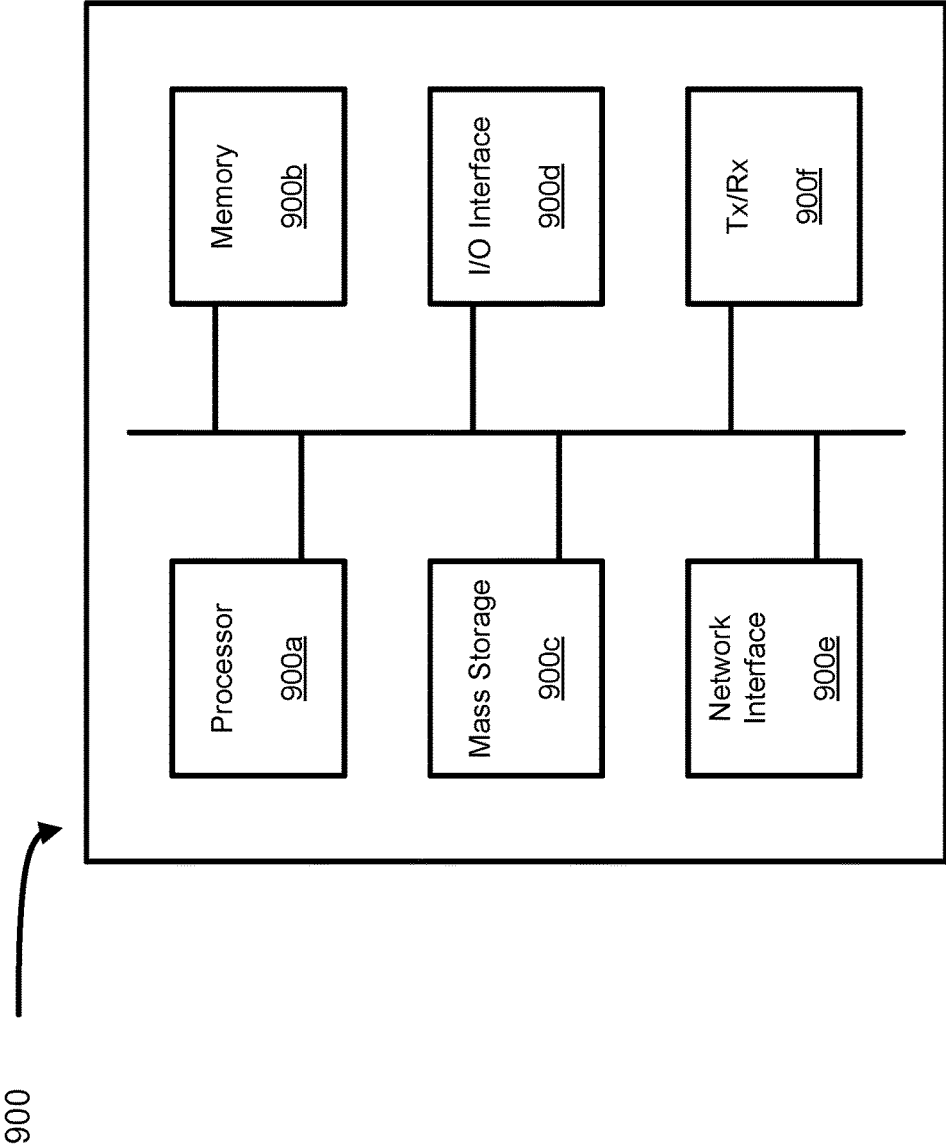 900
Processor
900a
Memory
900b
Mass Storage
900c
I/O Interface
900d
Network
Interface
900e
Tx/Rx
900f